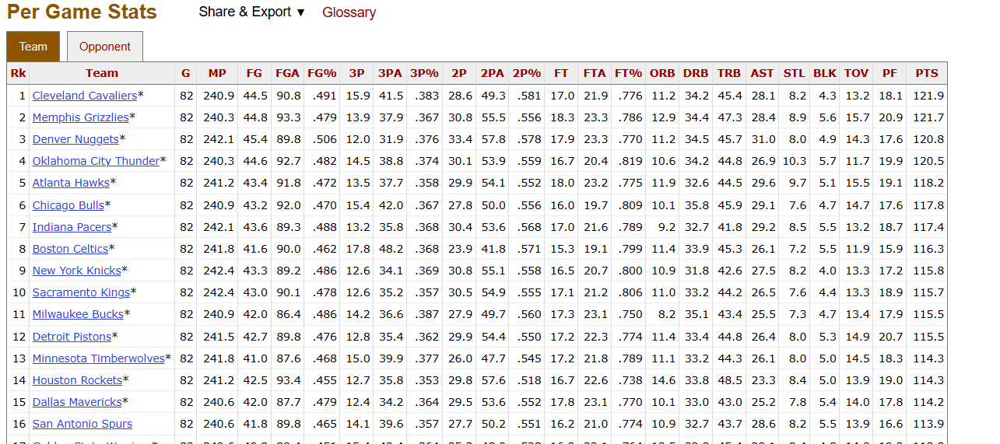 Per Game Stats Share & Export ▼ Glossary
Team Opponent
Rk Team G MP FG FGA FG% 3P 3PA 3P% 2P 2PA 2P% FT FTA FT% ORB DRB TRB AST STL BLK TOV PF PTS
1 Cleveland Cavaliers* 82 240.9 44.5 90.8 .491 15.9 41.5 .383 28.6 49.3 .581 17.0 21.9 .776 11.2 34.2 45.4 28.1 8.2 4.3 13.2 18.1 121.9
2 Memphis Grizzlies* 82 240.3 44.8 93.3 .479 13.9 37.9 .367 30.8 55.5 .556 18.3 23.3 .786 12.9 34.4 47.3 28.4 8.9 5.6 15.7 20.9 121.7
3 Denver Nuggets* 82 242.1 45.4 89.8 .506 12.0 31.9 .376 33.4 57.8 .578 17.9 23.3 .770 11.2 34.5 45.7 31.0 8.0 4.9 14.3 17.6 120.8
4 Oklahoma City Thunder* 82 240.3 44.6 92.7 .482 14.5 38.8 .374 30.1 53.9 .559 16.7 20.4 .819 10.6 34.2 44.8 26.9 10.3 5.7 11.7 19.9 120.5
5 Atlanta Hawks* 82 241.2 43.4 91.8 .472 13.5 37.7 .358 29.9 54.1 .552 18.0 23.2 .775 11.9 32.6 44.5 29.6 9.7 5.1 15.5 19.1 118.2
6 Chicago Bulls* 82 240.9 43.2 92.0 .470 15.4 42.0 .367 27.8 50.0 .556 16.0 19.7 .809 10.1 35.8 45.9 29.1 7.6 4.7 14.7 17.6 117.8
7 Indiana Pacers* 82 242.1 43.6 89.3 .488 13.2 35.8 .368 30.4 53.6 .568 17.0 21.6 .789 9.2 32.7 41.8 29.2 8.5 5.5 13.2 18.7 117.4
8 Boston Celtics* 82 241.8 41.6 90.0 .462 17.8 48.2 .368 23.9 41.8 .571 15.3 19.1 .799 11.4 33.9 45.3 26.1 7.2 5.5 11.9 15.9 116.3
9 New York Knicks* 82 242.4 43.3 89.2 .486 12.6 34.1 .369 30.8 55.1 .558 16.5 20.7 .800 10.9 31.8 42.6 27.5 8.2 4.0 13.3 17.2 115.8
10 Sacramento Kings* 82 242.4 43.0 90.1 .478 12.6 35.2 .357 30.5 54.9 .555 17.1 21.2 .806 11.0 33.2 44.2 26.5 7.6 4.4 13.3 18.9 115.7
11 Milwaukee Bucks* 82 240.9 42.0 86.4 .486 14.2 36.6 .387 27.9 49.7 .560 17.3 23.1 .750 8.2 35.1 43.4 25.5 7.3 4.7 13.4 17.9 115.5
12 Detroit Pistons* 82 241.5 42.7 89.8 .476 12.8 35.4 .362 29.9 54.4 .550 17.2 22.3 .774 11.4 33.4 44.8 26.4 8.0 5.3 14.9 20.7 115.5
13 Minnesota Timberwolves* 82 241.8 41.0 87.6 .468 15.0 39.9 .377 26.0 47.7 .545 17.2 21.8 .789 11.1 33.2 44.3 26.1 8.0 5.0 14.5 18.3 114.3
14 Houston Rockets* 82 241.2 42.5 93.4 .455 12.7 35.8 .353 29.8 57.6 .518 16.7 22.6 .738 14.6 33.8 48.5 23.3 8.4 5.0 13.9 19.0 114.3
15 Dallas Mavericks* 82 240.6 42.0 87.7 .479 12.4 34.2 .364 29.5 53.6 .552 17.8 23.1 .770 10.1 33.0 43.0 25.2 7.8 5.4 14.0 17.8 114.2
16 San Antonio Spurs 82 240.6 41.8 89.8 .465 14.1 39.6 .357 27.7 50.2 .551 16.2 21.0 .774 10.9 32.7 43.7 28.6 8.2 5.5 13.9 16.6 113.9